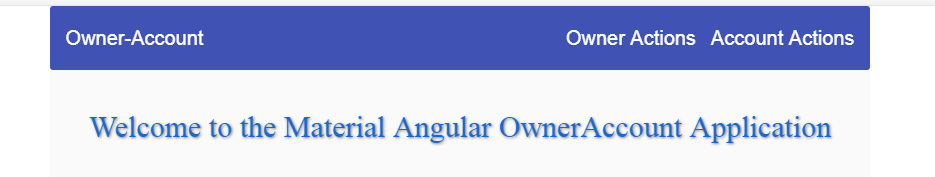 Owner-Account Owner Actions Account Actions
Welcome to the Material Angular OwnerAccount Application